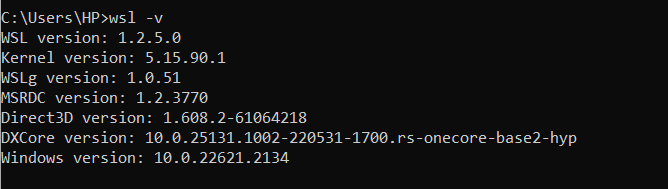 C:\Users\HP>wsl -v
WSL version: 1.2.5.0
Kernel version: 5.15.90.1
WSLg version: 1.0.51
MSRDC version: 1.2.3770
Direct3D version: 1.608.2-61064218
DXCore version: 10.0.25131.1002-220531-1700.rs-onecore-base2-hyp
Windows version: 10.0.22621.2134